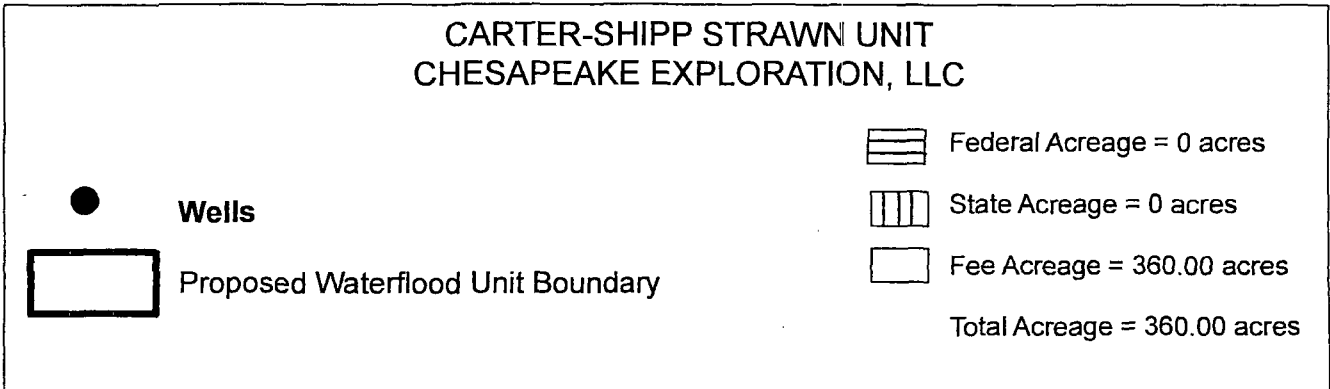 CARTER-SHIPP STRAWN UNIT
CHESAPEAKE EXPLORATION, LLC
Wells
Proposed Waterflood Unit Boundary
Federal Acreage = 0 acres
State Acreage = 0 acres
Fee Acreage = 360.00 acres
Total Acreage = 360.00 acres